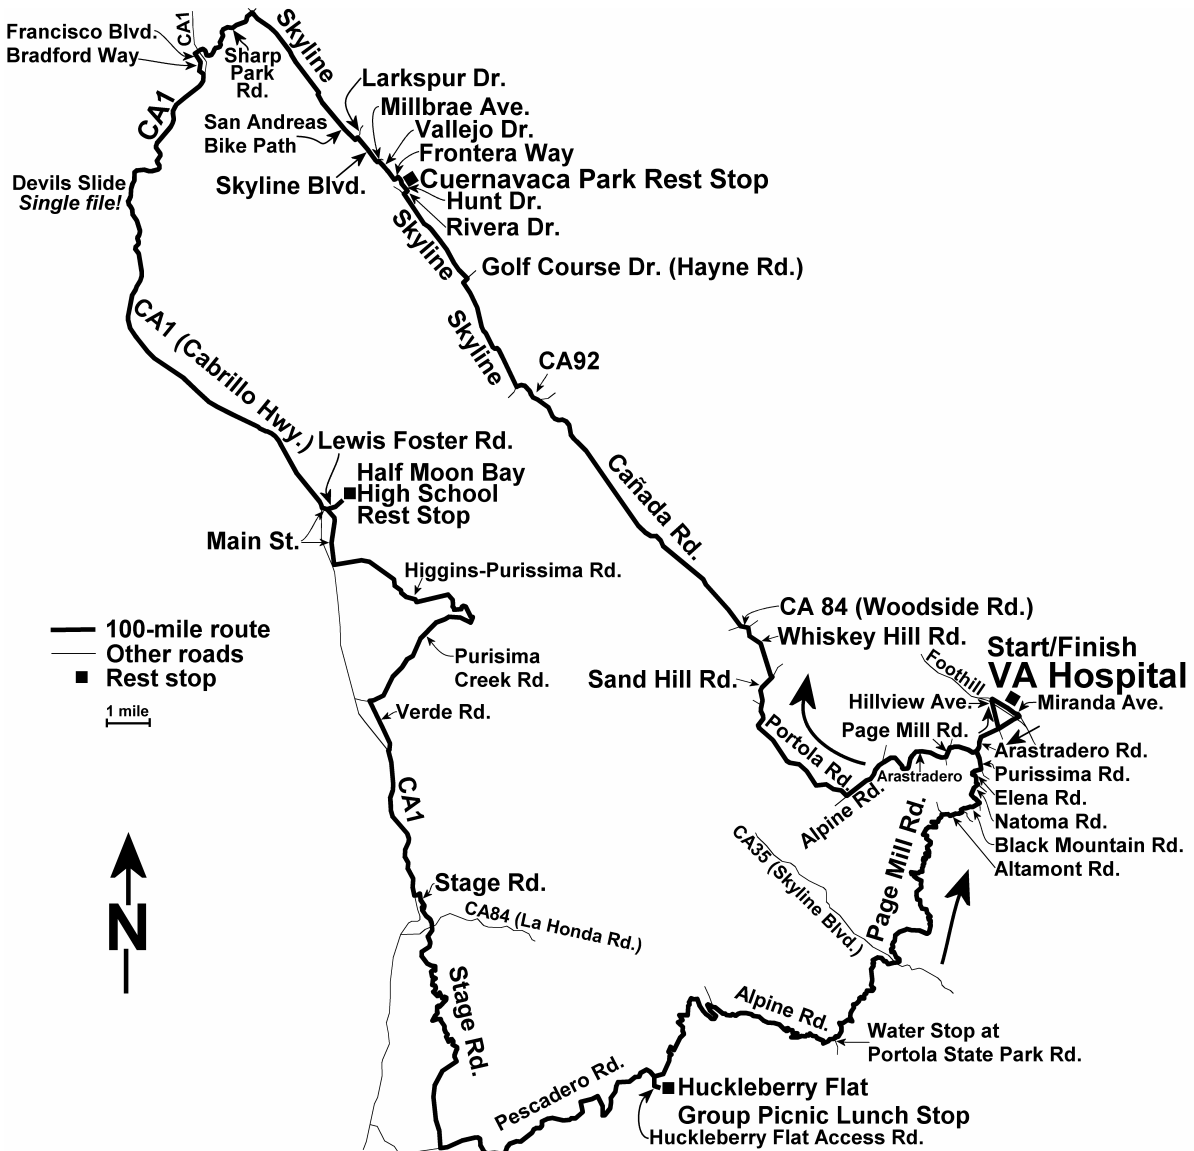 Francisco Blvd.
Bradford Way
CA1
Sharp
Park
Rd.
Skyline
Larkspur Dr.
Millbrae Ave.
Vallejo Dr.
Frontera Way
Cuernavaca Park Rest Stop
Hunt Dr.
Rivera Dr.
San Andreas
Bike Path
Skyline Blvd.
CA1
Devils Slide
Single file!
Skyline
Golf Course Dr. (Hayne Rd.)
Skyline
CA92
CA1 (Cabrillo Hwy.)
Lewis Foster Rd.
Half Moon Bay
High School
Rest Stop
Main St.
Cañada Rd.
Higgins-Purissima Rd.
CA 84 (Woodside Rd.)
Whiskey Hill Rd.
100-mile route
Other roads
Rest stop
1 mile
Purisima
Creek Rd.
Verde Rd.
Sand Hill Rd.
Start/Finish
VA Hospital
Foothill
Hillview Ave.
Miranda Ave.
Page Mill Rd.
Portola Rd.
Arastradero
Alpine Rd.
Arastradero Rd.
Purissima Rd.
Elena Rd.
Natoma Rd.
Black Mountain Rd.
Altamont Rd.
CA1
Page Mill Rd.
CA35 (Skyline Blvd.)
Stage Rd.
CA84 (La Honda Rd.)
N
Stage Rd.
Alpine Rd.
Water Stop at
Portola State Park Rd.
Pescadero Rd.
Huckleberry Flat
Group Picnic Lunch Stop
Huckleberry Flat Access Rd.